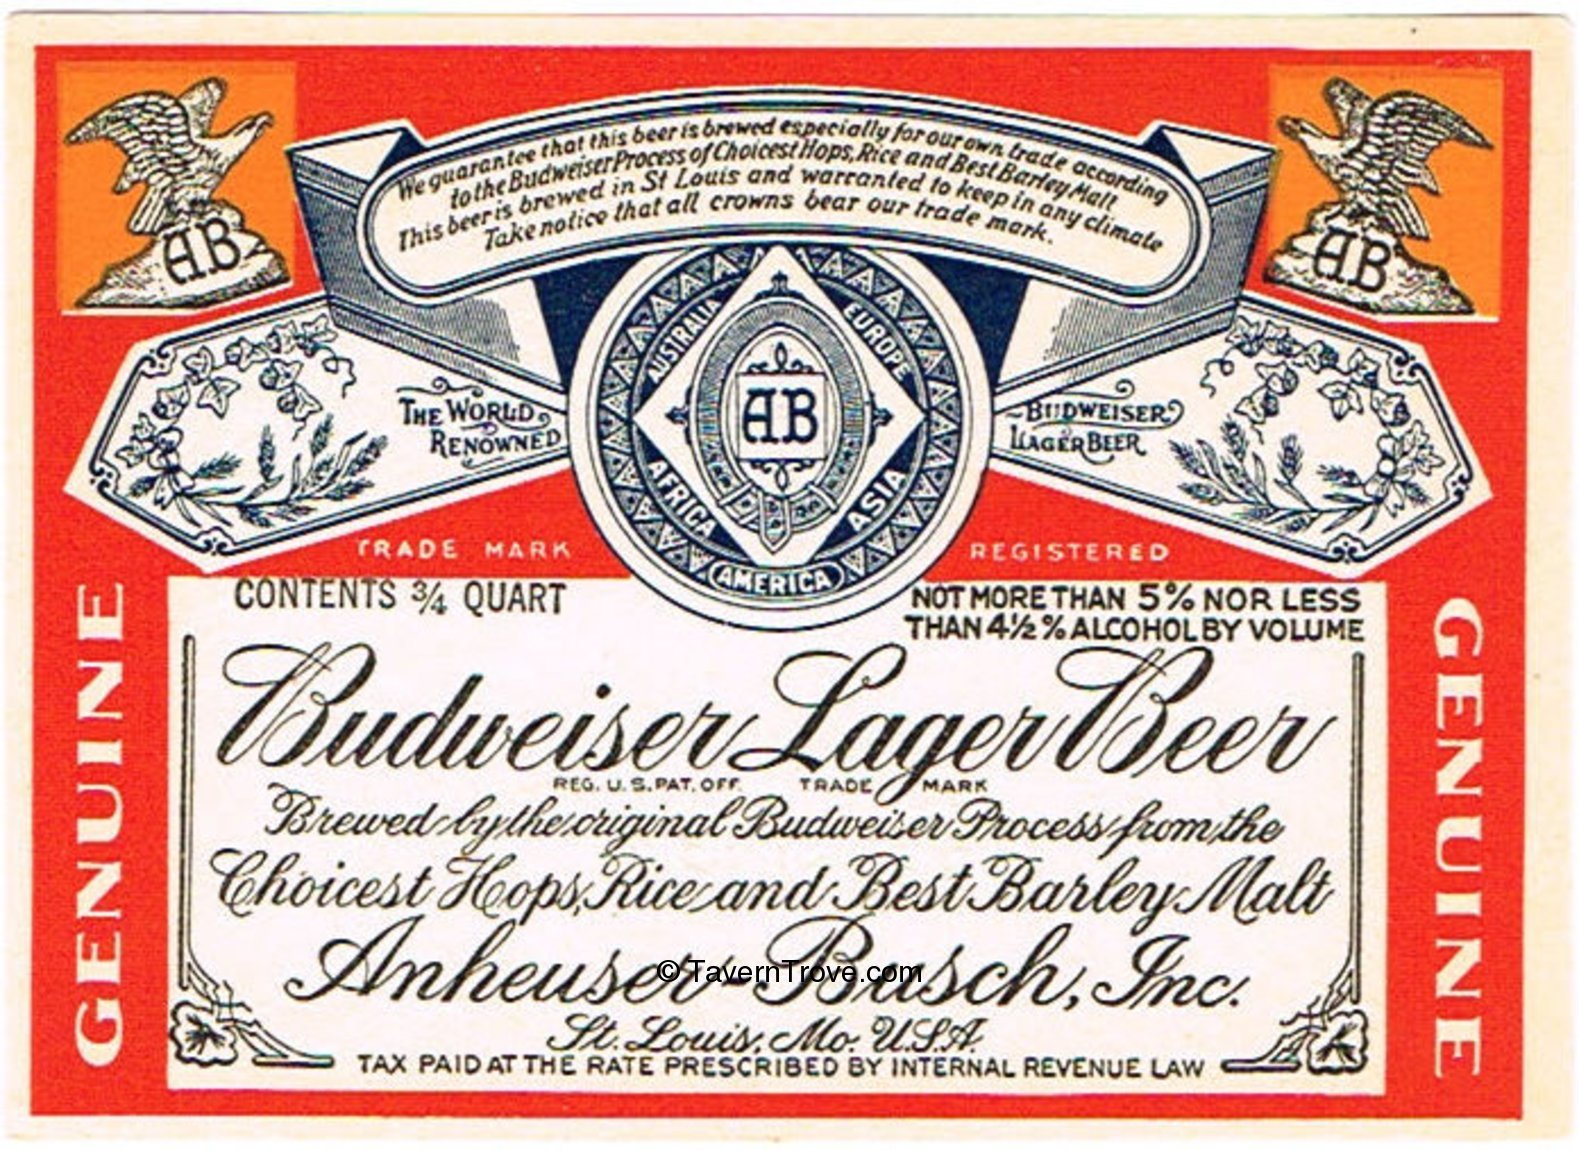 We guarantee that this beer is brewed especially for our own trade according
to the Budweiser Process of Choicest Hops, Rice and Best Barley Malt
This beer is brewed in St Louis and warranted to keep in any climate
Take notice that all crowns bear our trade mark.
AB
AB
THE WORLD
RENOWNED
AUSTRALIA
EUROPE
AB
AFRICA
ASIA
AMERICA
BUDWEISER
LAGER BEER
TRADE MARK
REGISTERED
GENUINE
GENUINE
CONTENTS ¾ QUART
NOT MORE THAN 5% NOR LESS
THAN 4½% ALCOHOL BY VOLUME
Budweiser Lager Beer
REG. U.S. PAT. OFF. TRADE MARK
Brewed by the original Budweiser Process from the
Choicest Hops, Rice and Best Barley Malt
Anheuser-Busch, Inc.
© TavernTrove.com
St. Louis, Mo. U.S.A.
TAX PAID AT THE RATE PRESCRIBED BY INTERNAL REVENUE LAW